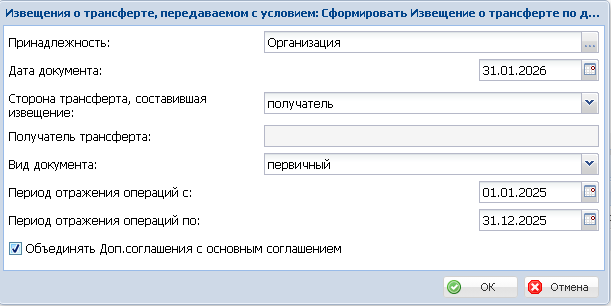 Извещения о трансферте, передаваемом с условием: Сформировать Извещение о трансферте по д...
Принадлежность: Организация ...
Дата документа: 31.01.2026
Сторона трансферта, составившая
извещение: получатель
Получатель трансферта:
Вид документа: первичный
Период отражения операций с: 01.01.2025
Период отражения операций по: 31.12.2025
Объединять Доп.соглашения с основным соглашением
ОК Отмена